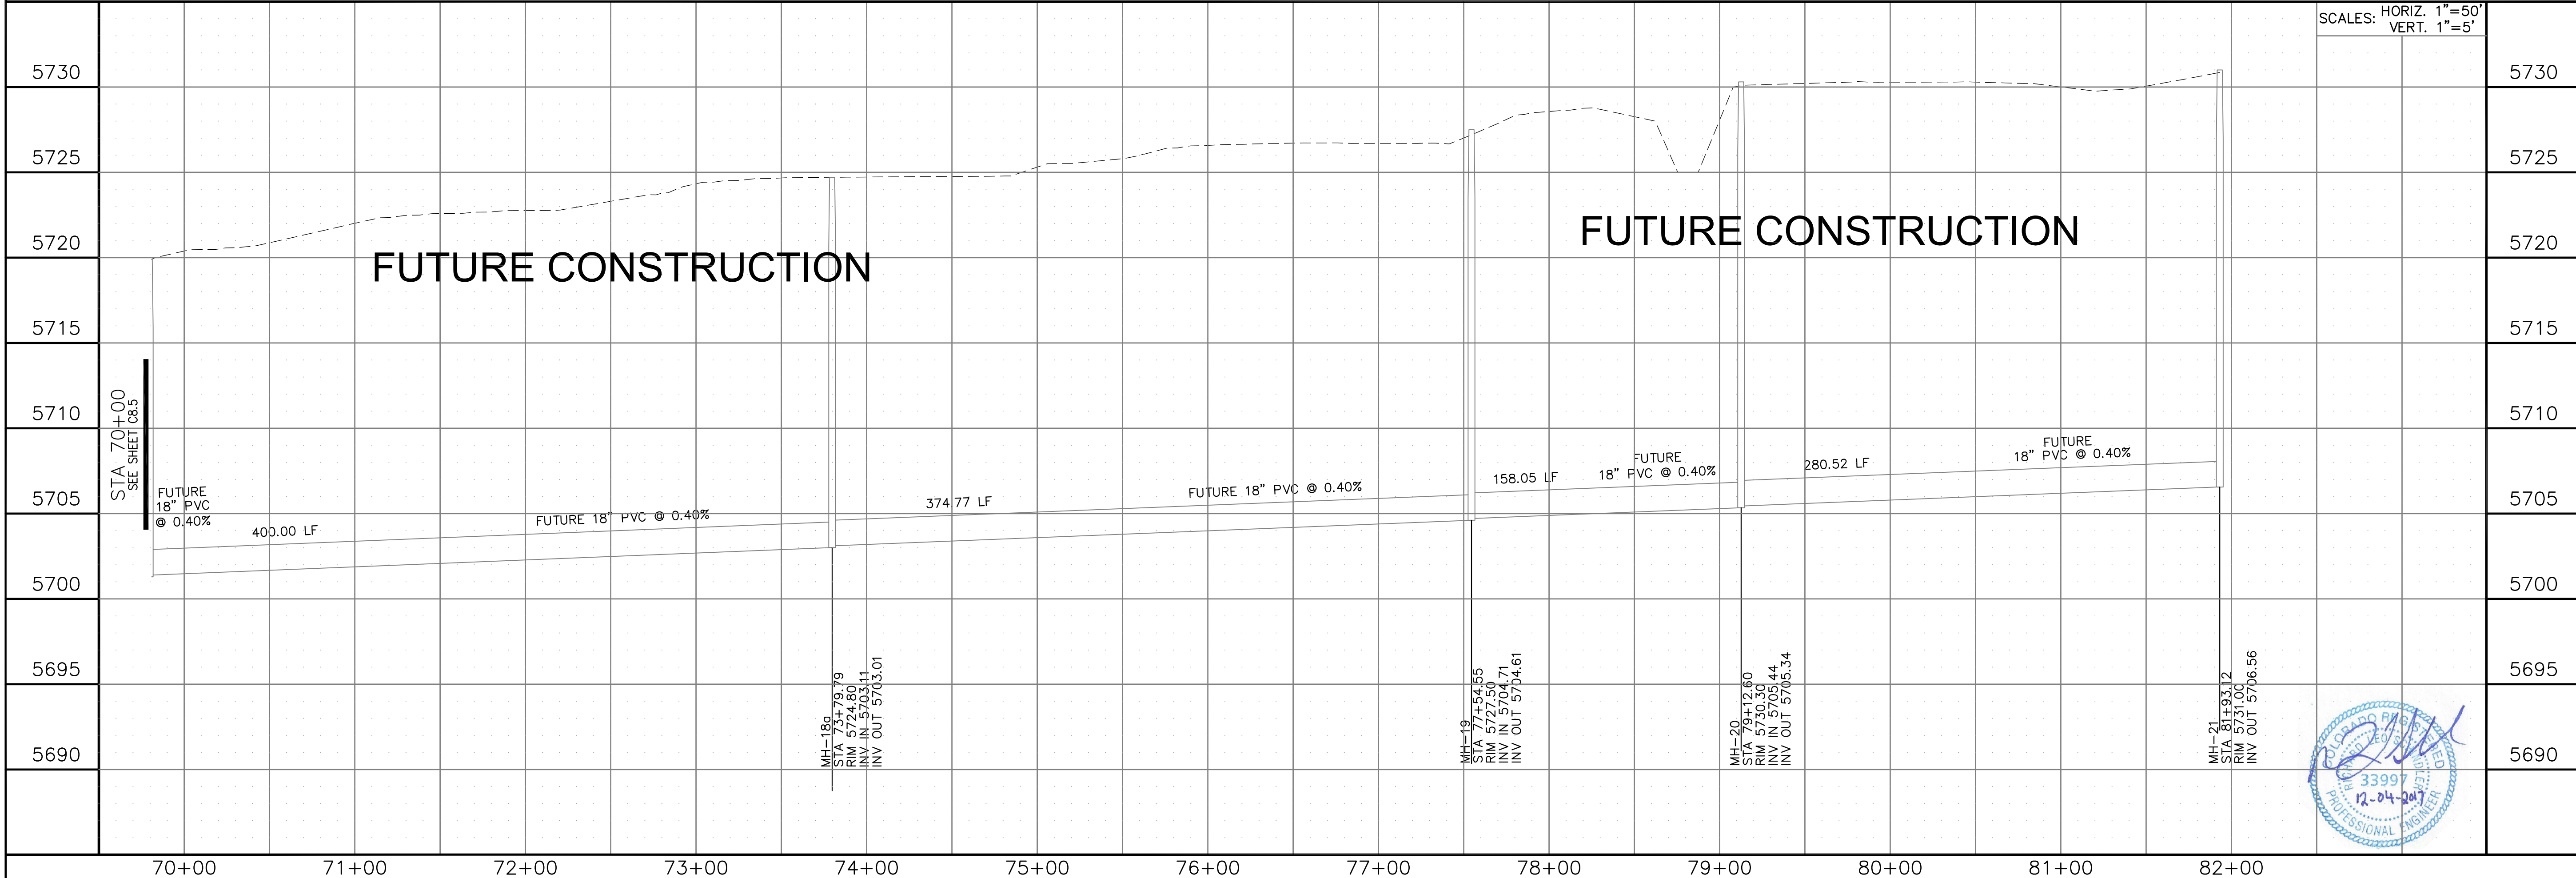 SCALES: HORIZ. 1"=50'
VERT. 1"=5'
5730
5730
5725
5725
5720
5720
5715
5715
5710
5710
5705
5705
5700
5700
5695
5695
5690
5690
FUTURE CONSTRUCTION
FUTURE CONSTRUCTION
STA 70+00
SEE SHEET C8.5
FUTURE
18" PVC
@ 0.40%
400.00 LF
FUTURE 18" PVC @ 0.40%
374.77 LF
FUTURE 18" PVC @ 0.40%
158.05 LF
FUTURE
18" PVC @ 0.40%
280.52 LF
FUTURE
18" PVC @ 0.40%
MH-18a
STA 73+79.79
RIM 5724.80
INV IN 5703.11
INV OUT 5703.01
MH-19
STA 77+54.55
RIM 5727.50
INV IN 5704.71
INV OUT 5704.61
MH-20
STA 79+12.60
RIM 5730.30
INV IN 5705.44
INV OUT 5705.34
MH-21
STA 81+93.12
RIM 5731.00
INV OUT 5706.56
COLORADO REGISTERED
RICHARD LEO
33997
12-04-2017
PROFESSIONAL ENGINEER
70+00
71+00
72+00
73+00
74+00
75+00
76+00
77+00
78+00
79+00
80+00
81+00
82+00